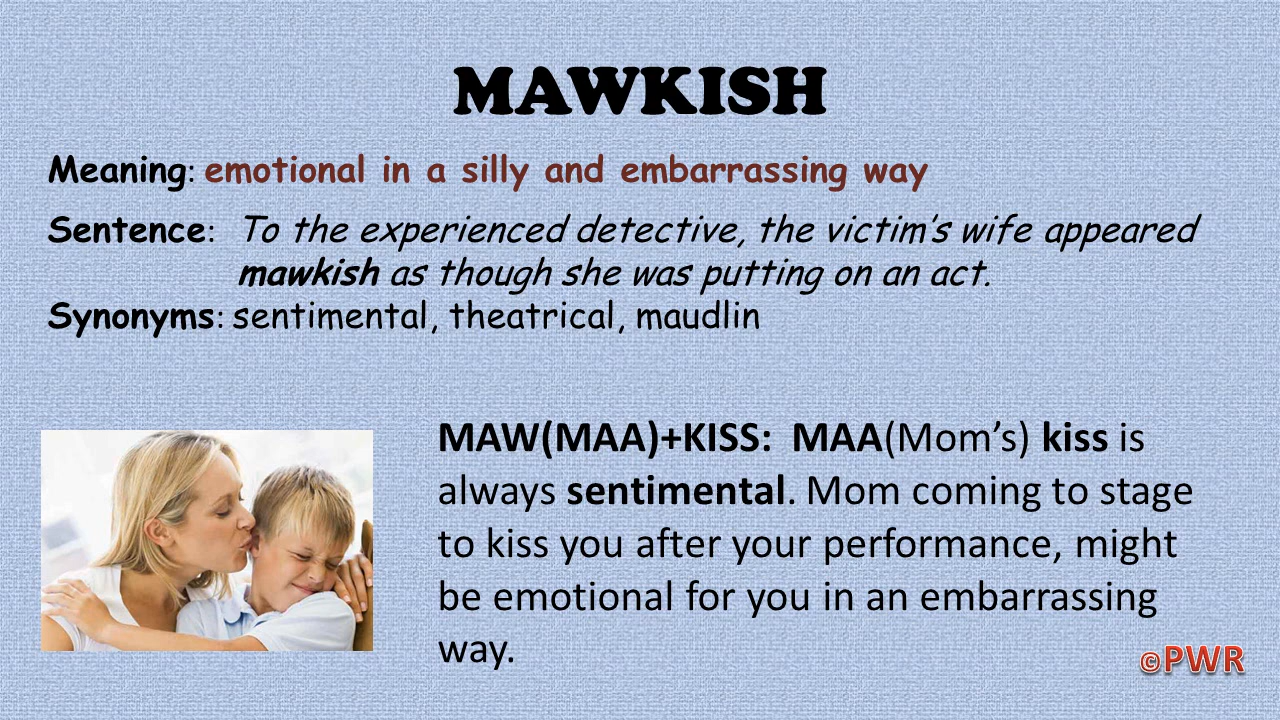 MAWKISH
Meaning: emotional in a silly and embarrassing way
Sentence: To the experienced detective, the victim’s wife appeared
mawkish as though she was putting on an act.
Synonyms: sentimental, theatrical, maudlin
MAW(MAA)+KISS: MAA(Mom’s) kiss is
always sentimental. Mom coming to stage
to kiss you after your performance, might
be emotional for you in an embarrassing
way.
©PWR